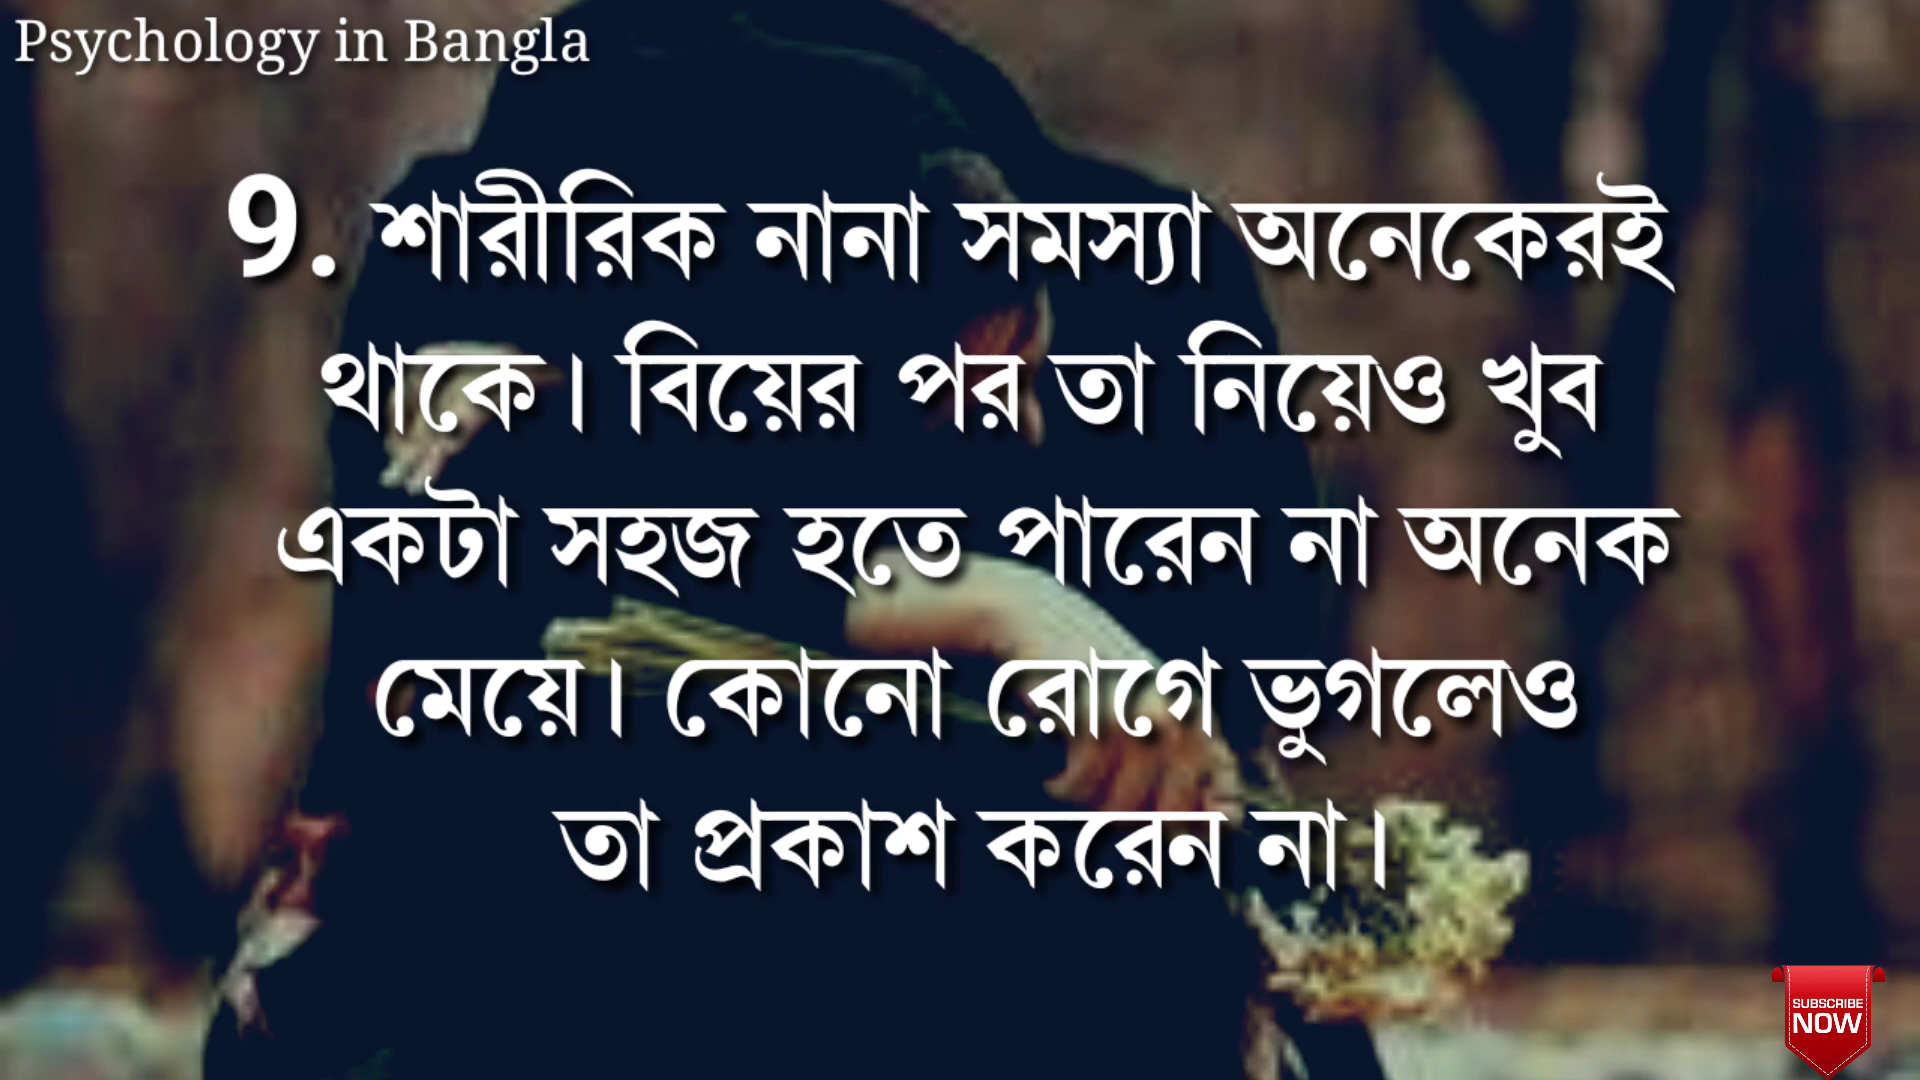 Psychology in Bangla
9. শারীরিক নানা সমস্যা অনেকেরই
থাকে। বিয়ের পর তা নিয়েও খুব
একটা সহজ হতে পারেন না অনেক
মেয়ে। কোনো রোগে ভুগলেও
তা প্রকাশ করেন না।
SUBSCRIBE
NOW